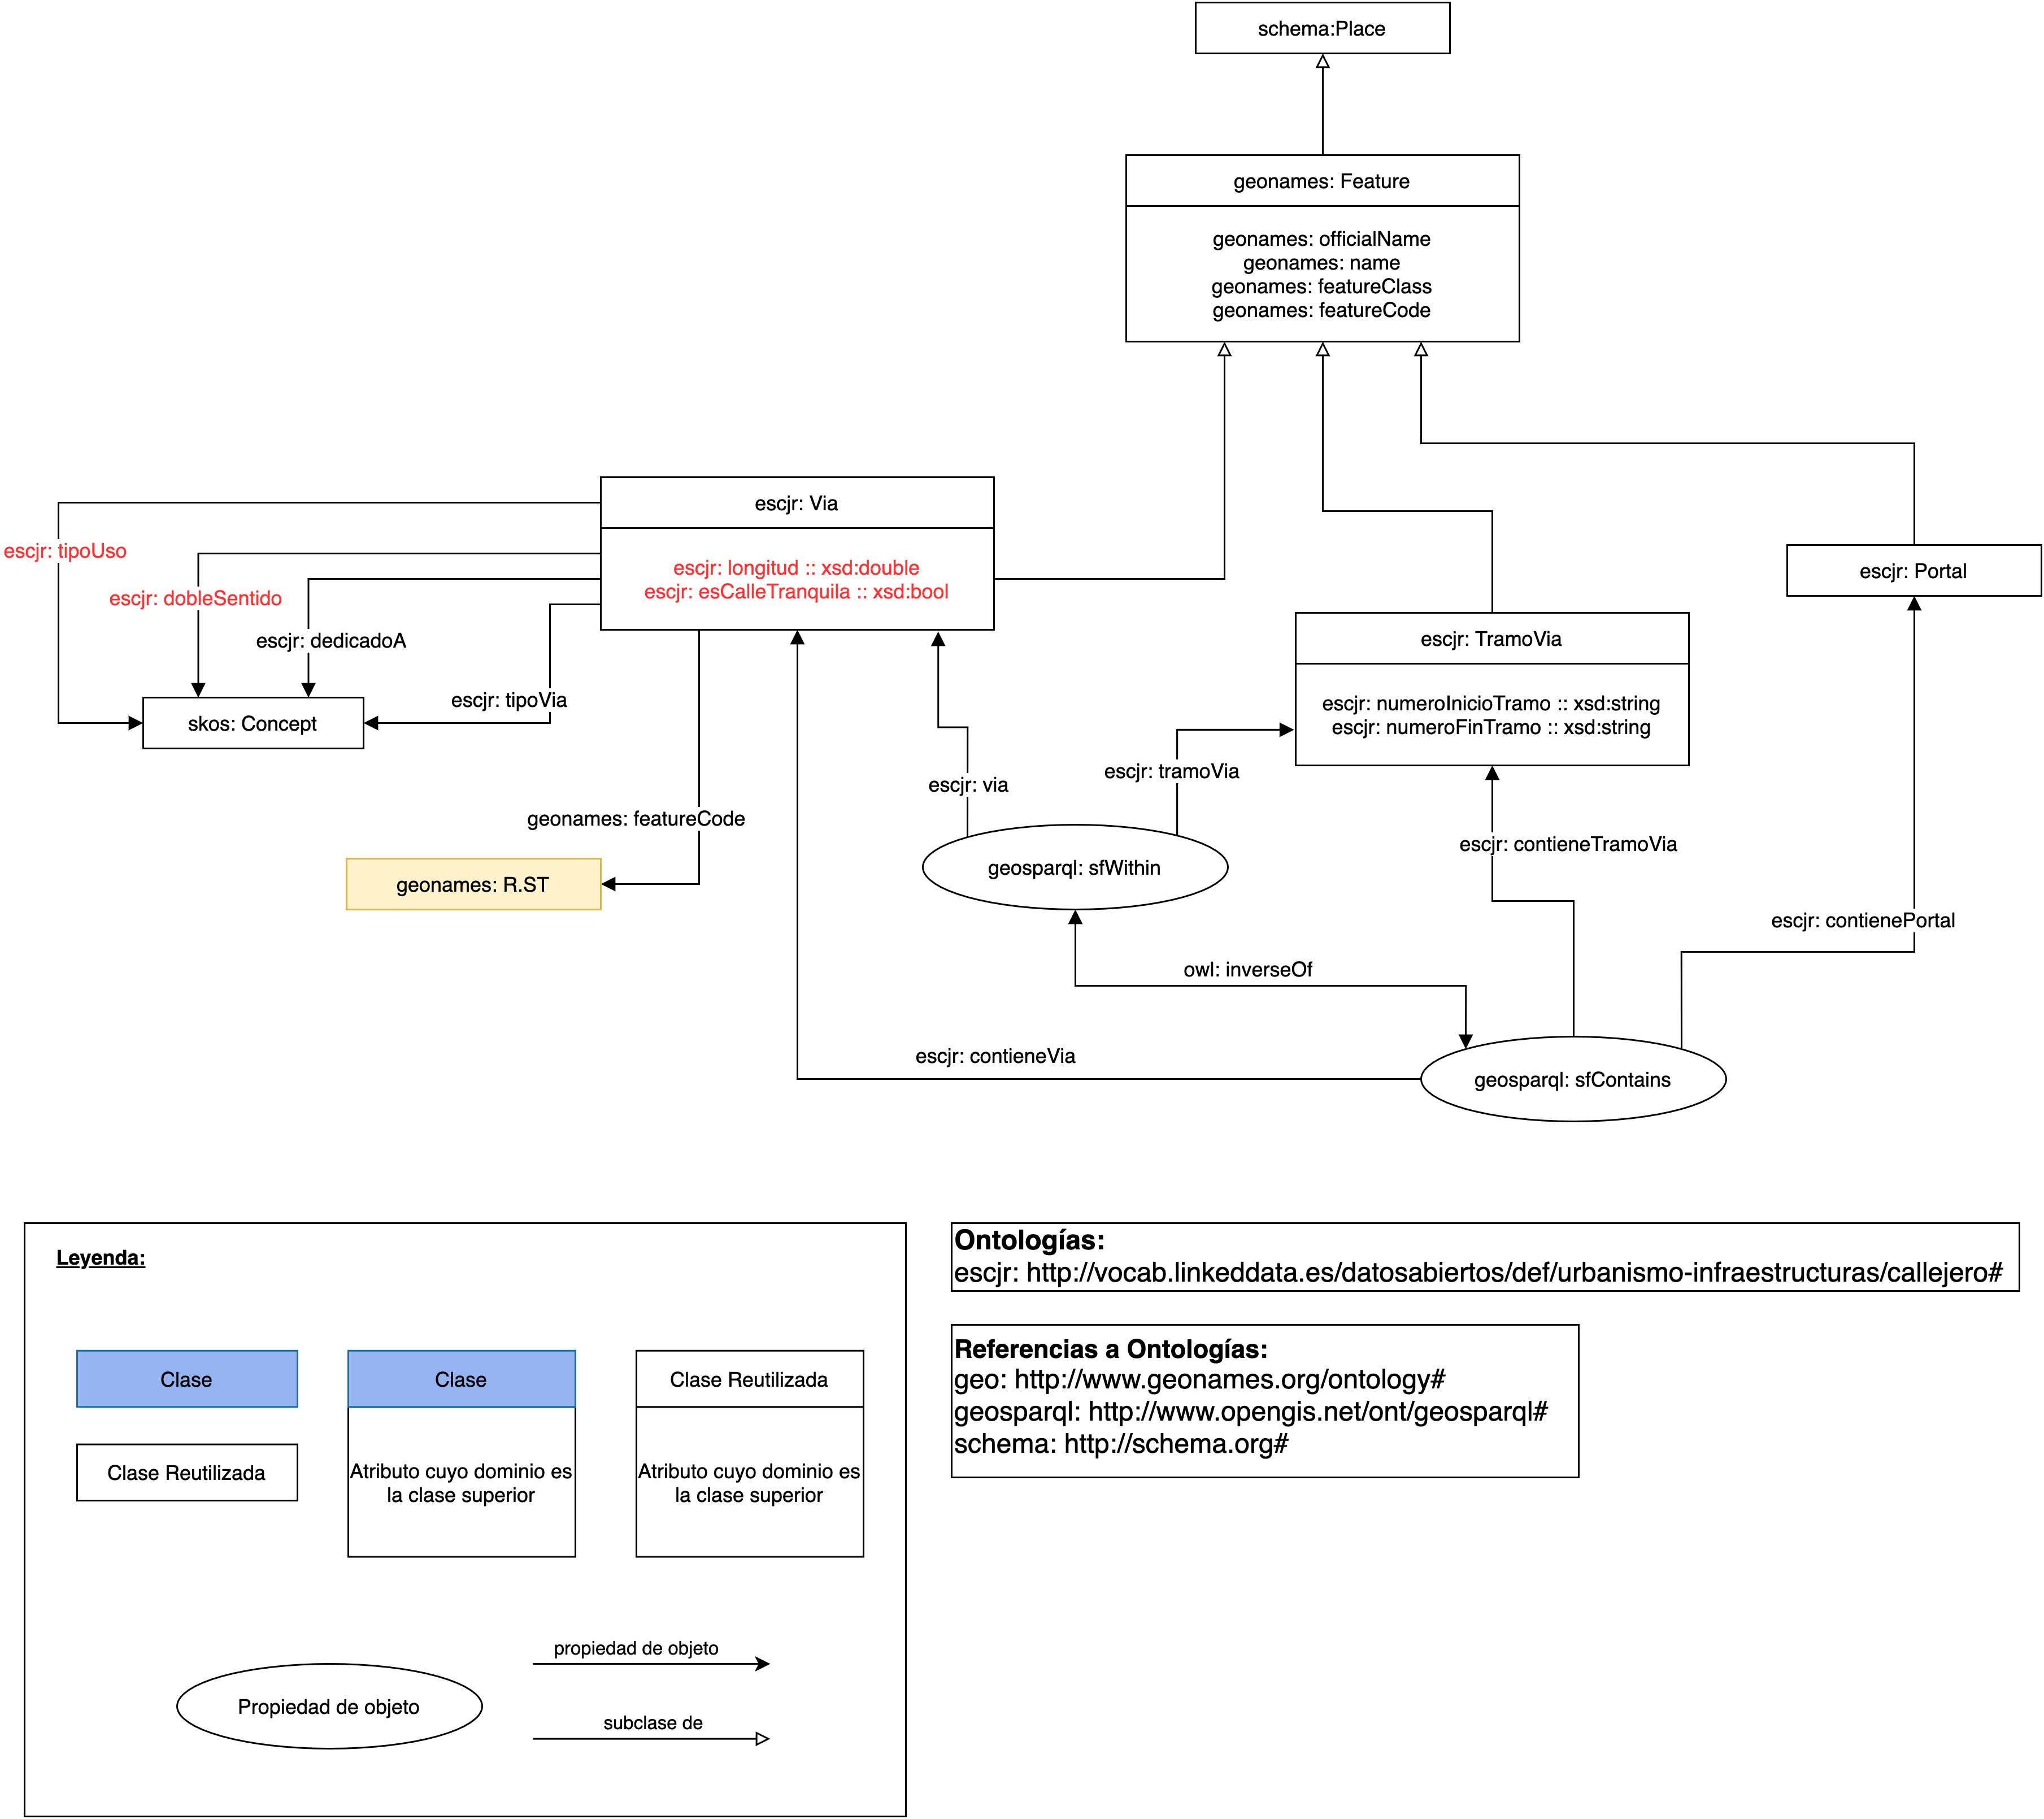 schema:Place
geonames: Feature
geonames: officialName
geonames: name
geonames: featureClass
geonames: featureCode
escjr: Via
escjr: longitud :: xsd:double
escjr: esCalleTranquila :: xsd:bool
escjr: tipoUso
escjr: dobleSentido
escjr: dedicadoA
escjr: tipoVia
skos: Concept
escjr: Portal
escjr: TramoVia
escjr: numeroInicioTramo :: xsd:string
escjr: numeroFinTramo :: xsd:string
escjr: via
escjr: tramoVia
geonames: featureCode
geonames: R.ST
geosparql: sfWithin
escjr: contieneTramoVia
escjr: contienePortal
owl: inverseOf
escjr: contieneVia
geosparql: sfContains
Leyenda:
Clase
Clase Reutilizada
Clase
Atributo cuyo dominio es
la clase superior
Clase Reutilizada
Atributo cuyo dominio es
la clase superior
Propiedad de objeto
propiedad de objeto
subclase de
Ontologías:
escjr: http://vocab.linkeddata.es/datosabiertos/def/urbanismo-infraestructuras/callejero#
Referencias a Ontologías:
geo: http://www.geonames.org/ontology#
geosparql: http://www.opengis.net/ont/geosparql#
schema: http://schema.org#